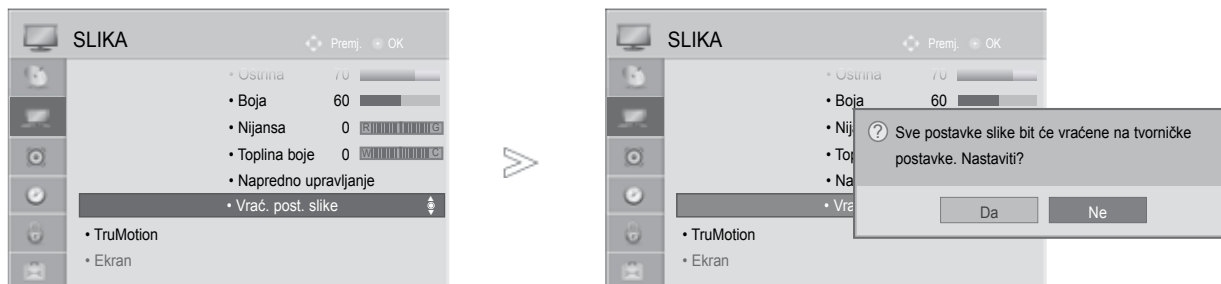 SLIKA
Premj. OK
• Oštrina 70
• Boja 60
• Nijansa 0 R G
• Toplina boje 0 W C
• Napredno upravljanje
• Vrać. post. slike
• TruMotion
• Ekran
SLIKA
Premj. OK
• Oštrina 70
• Boja 60
• Nij
• Top
• Na
• Vra
• TruMotion
• Ekran
? Sve postavke slike bit će vraćene na tvorničke
postavke. Nastaviti?
Da Ne